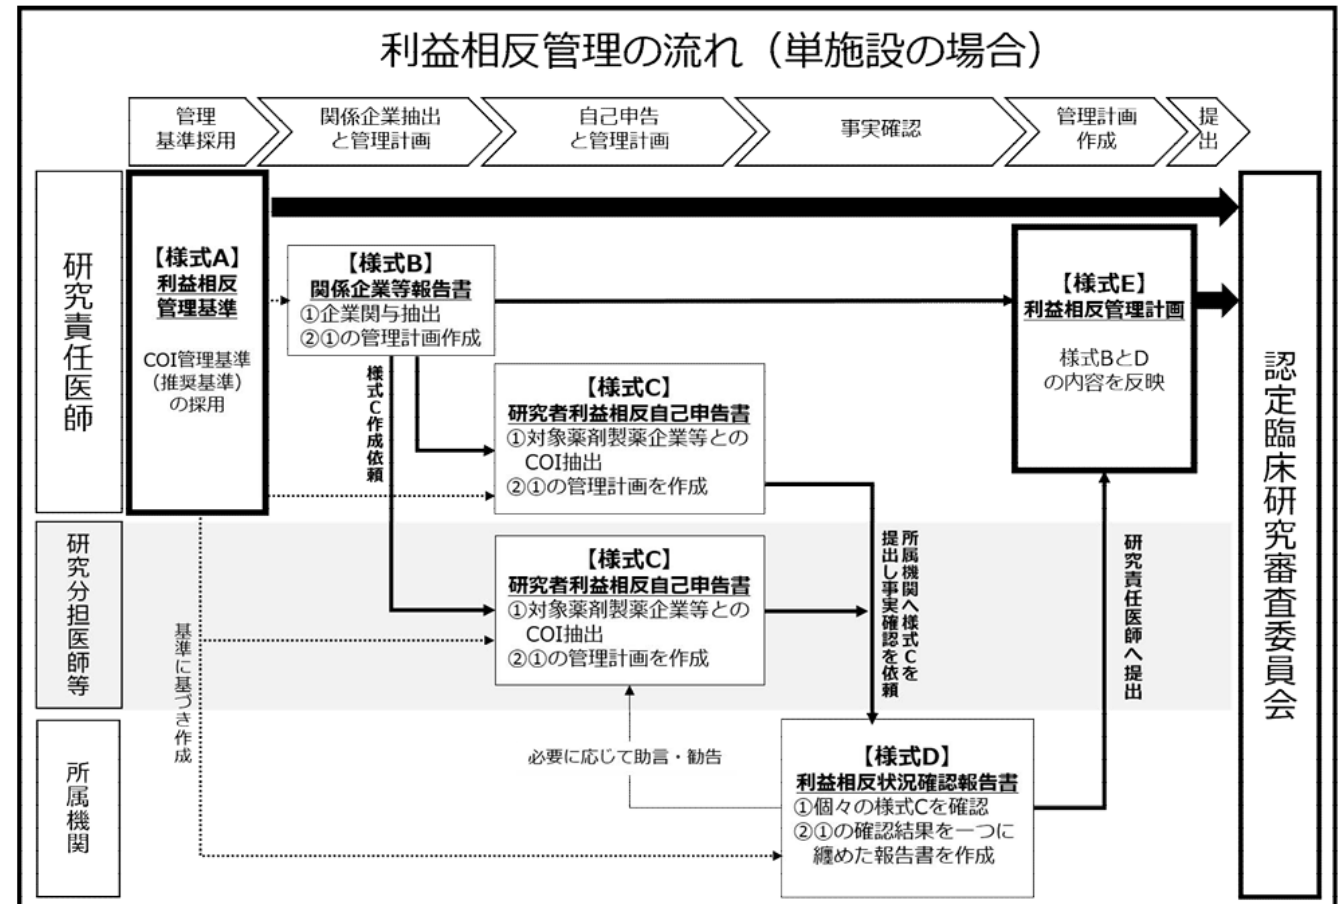 利益相反管理の流れ（単施設の場合）
管理
基準採用
関係企業抽出
と管理計画
自己申告
と管理計画
事実確認
管理計画
作成
提
出
研究責任医師
【様式A】
利益相反
管理基準
COI管理基準
（推奨基準）
の採用
【様式B】
関係企業等報告書
①企業関与抽出
②①の管理計画作成
様式C作成依頼
【様式C】
研究者利益相反自己申告書
①対象薬剤製薬企業等との
COI抽出
②①の管理計画を作成
【様式E】
利益相反管理計画
様式BとD
の内容を反映
認定臨床研究審査委員会
研究分担医師等
基準に基づき作成
【様式C】
研究者利益相反自己申告書
①対象薬剤製薬企業等との
COI抽出
②①の管理計画を作成
所属機関へ様式Cを
提出し事実確認を依頼
研究責任医師へ提出
所属機関
必要に応じて助言・勧告
【様式D】
利益相反状況確認報告書
①個々の様式Cを確認
②①の確認結果を一つに
纏めた報告書を作成